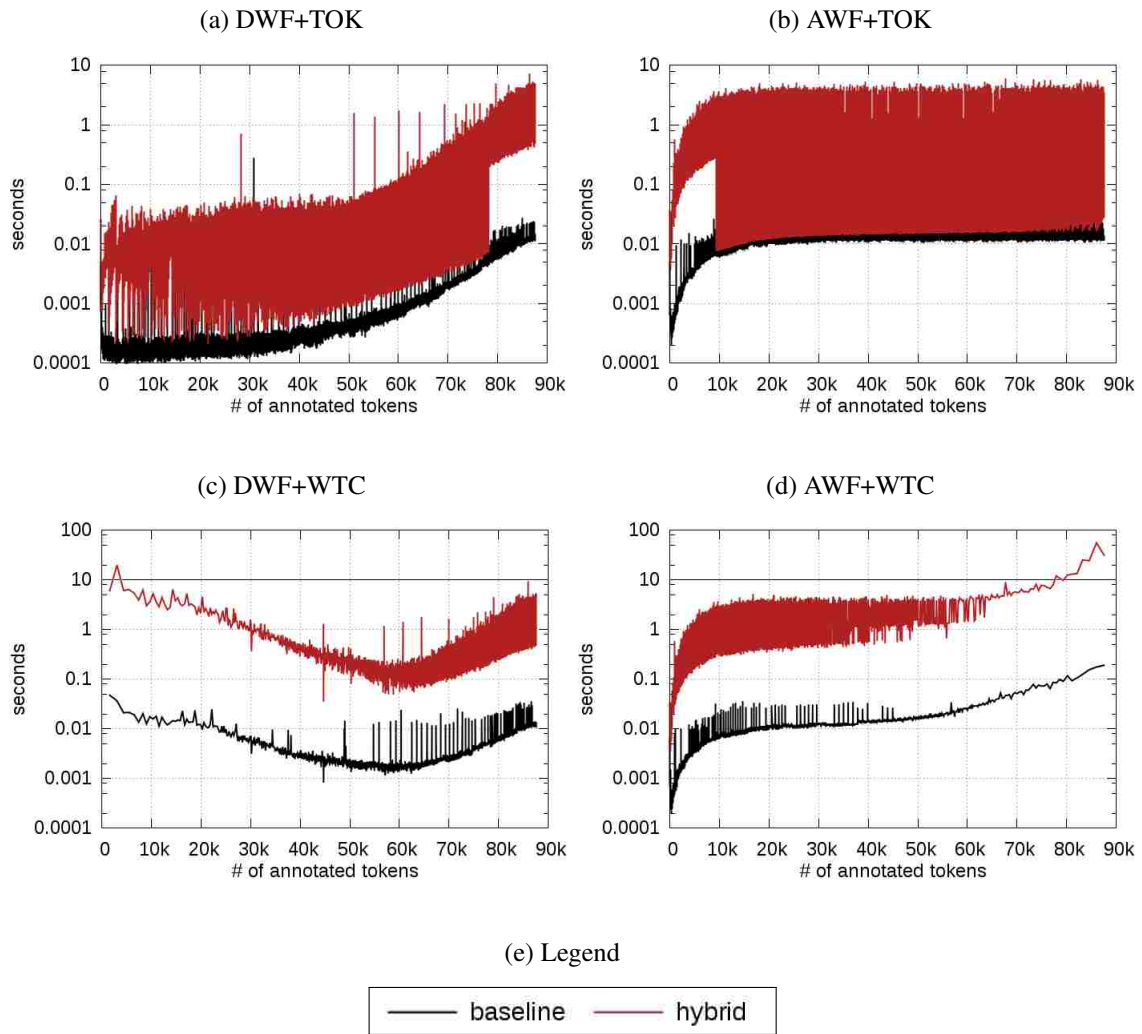 (a) DWF+TOK
10
1
0.1
0.01
0.001
0.0001
seconds
0 10k 20k 30k 40k 50k 60k 70k 80k 90k
# of annotated tokens
(b) AWF+TOK
10
1
0.1
0.01
0.001
0.0001
seconds
0 10k 20k 30k 40k 50k 60k 70k 80k 90k
# of annotated tokens
(c) DWF+WTC
100
10
1
0.1
0.01
0.001
0.0001
seconds
0 10k 20k 30k 40k 50k 60k 70k 80k 90k
# of annotated tokens
(d) AWF+WTC
100
10
1
0.1
0.01
0.001
0.0001
seconds
0 10k 20k 30k 40k 50k 60k 70k 80k 90k
# of annotated tokens
(e) Legend
baseline hybrid